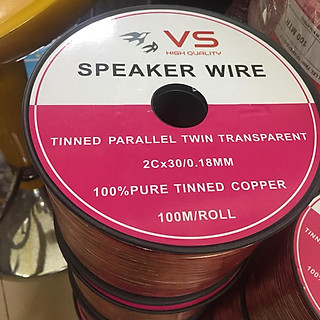 VS
HIGH QUALITY
SPEAKER WIRE
TINNED PARALLEL TWIN TRANSPARENT
2Cx30/0.18MM
100%PURE TINNED COPPER
100M/ROLL